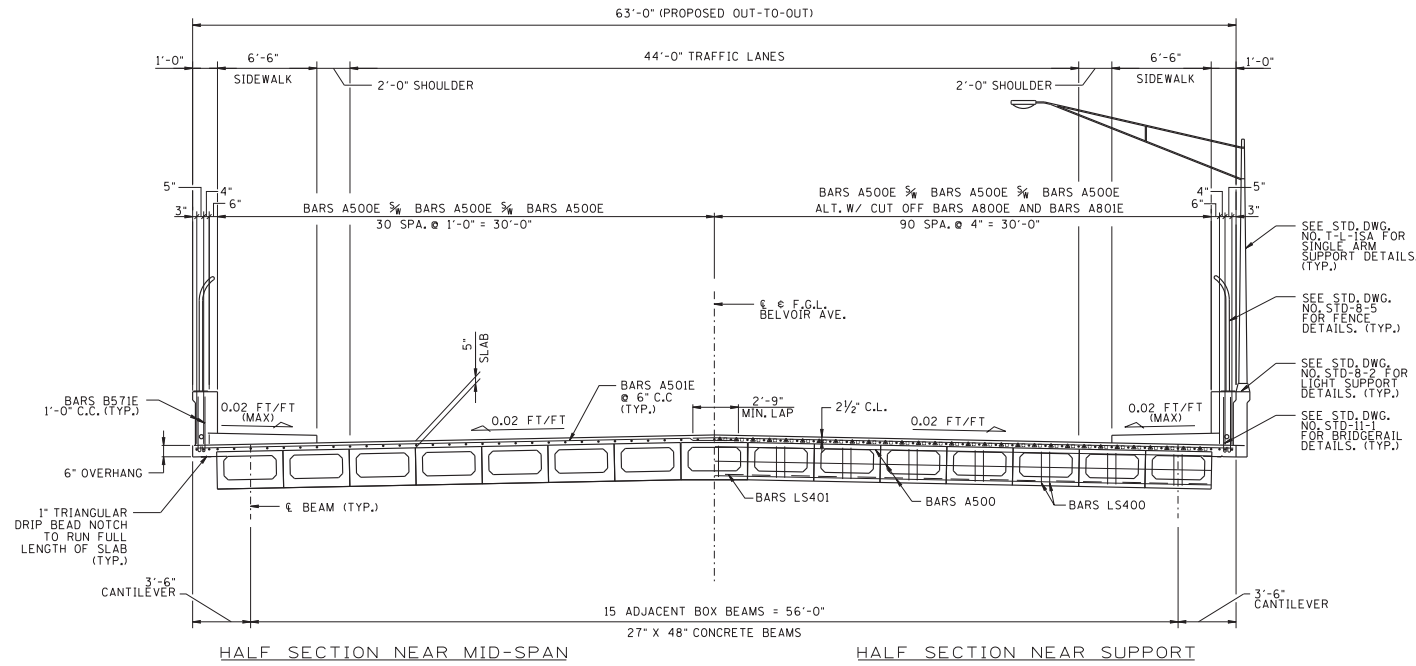 63'-0" (PROPOSED OUT-TO-OUT)
1'-0"
6'-6"
SIDEWALK
2'-0" SHOULDER
44'-0" TRAFFIC LANES
2'-0" SHOULDER
6'-6"
SIDEWALK
1'-0"
5"
4"
6"
3"
BARS A500E S/W BARS A500E S/W BARS A500E
30 SPA. @ 1'-0" = 30'-0"
BARS A500E S/W BARS A500E S/W BARS A500E
ALT. W/ CUT OFF BARS A800E AND BARS A801E
90 SPA. @ 4" = 30'-0"
4"
5"
6"
3"
SEE STD. DWG.
NO. T-L-1SA FOR
SINGLE ARM
SUPPORT DETAILS.
(TYP.)
℄ & F.G.L.
BELVOIR AVE.
SEE STD. DWG.
NO. STD-8-5
FOR FENCE
DETAILS. (TYP.)
5"
SLAB
BARS B571E
1'-0" C.C. (TYP.)
0.02 FT/FT
(MAX)
0.02 FT/FT
BARS A501E
@ 6" C.C
(TYP.)
2'-9"
MIN. LAP
2½" C.L.
0.02 FT/FT
0.02 FT/FT
(MAX)
SEE STD. DWG.
NO. STD-8-2 FOR
LIGHT SUPPORT
DETAILS. (TYP.)
SEE STD. DWG.
NO. STD-11-1
FOR BRIDGERAIL
DETAILS. (TYP.)
6" OVERHANG
1" TRIANGULAR
DRIP BEAD NOTCH
TO RUN FULL
LENGTH OF SLAB
(TYP.)
℄ BEAM (TYP.)
BARS LS401
BARS A500
BARS LS400
3'-6"
CANTILEVER
15 ADJACENT BOX BEAMS = 56'-0"
27" X 48" CONCRETE BEAMS
3'-6"
CANTILEVER
HALF SECTION NEAR MID-SPAN
HALF SECTION NEAR SUPPORT